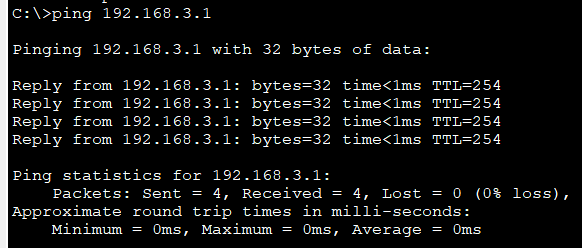 C:\>ping 192.168.3.1
Pinging 192.168.3.1 with 32 bytes of data:
Reply from 192.168.3.1: bytes=32 time<1ms TTL=254
Reply from 192.168.3.1: bytes=32 time<1ms TTL=254
Reply from 192.168.3.1: bytes=32 time<1ms TTL=254
Reply from 192.168.3.1: bytes=32 time<1ms TTL=254
Ping statistics for 192.168.3.1:
Packets: Sent = 4, Received = 4, Lost = 0 (0% loss),
Approximate round trip times in milli-seconds:
Minimum = 0ms, Maximum = 0ms, Average = 0ms